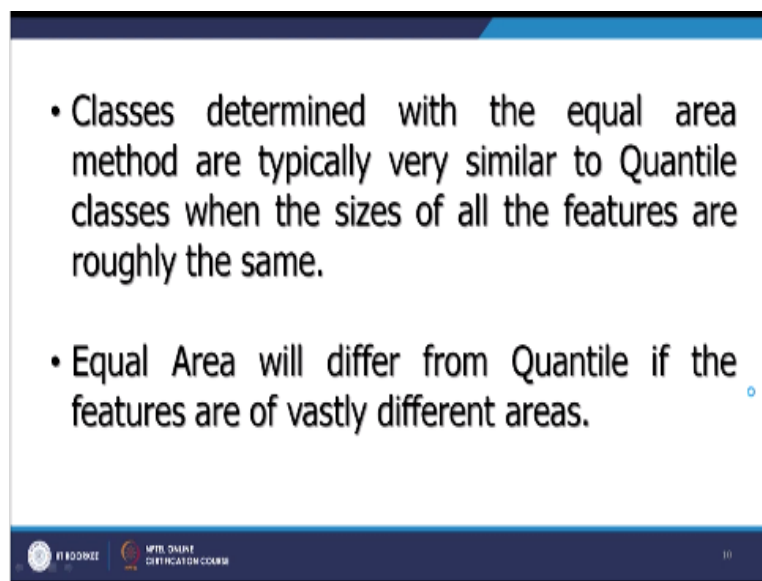 • Classes determined with the equal area
method are typically very similar to Quantile
classes when the sizes of all the features are
roughly the same.
• Equal Area will differ from Quantile if the
features are of vastly different areas.
IIT ROORKEE
NPTEL ONLINE
CERTIFICATION COURSE
10